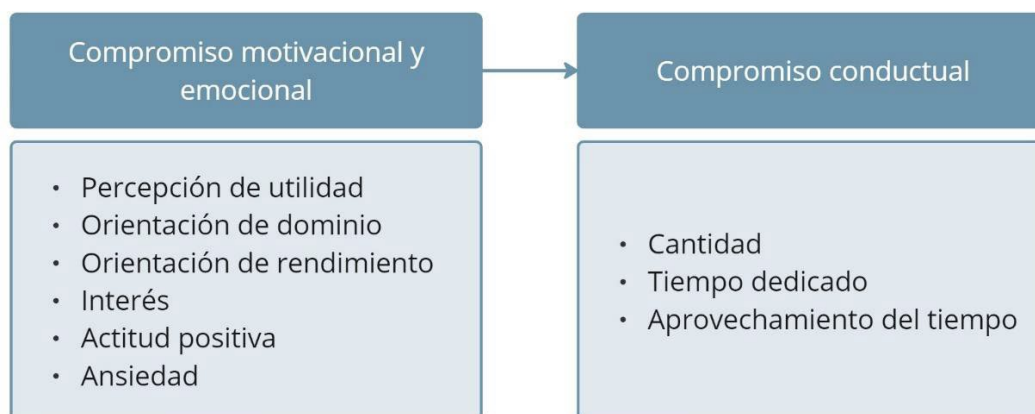 Compromiso motivacional y
emocional
Compromiso conductual
• Percepción de utilidad
• Orientación de dominio
• Orientación de rendimiento
• Interés
• Actitud positiva
• Ansiedad
• Cantidad
• Tiempo dedicado
• Aprovechamiento del tiempo